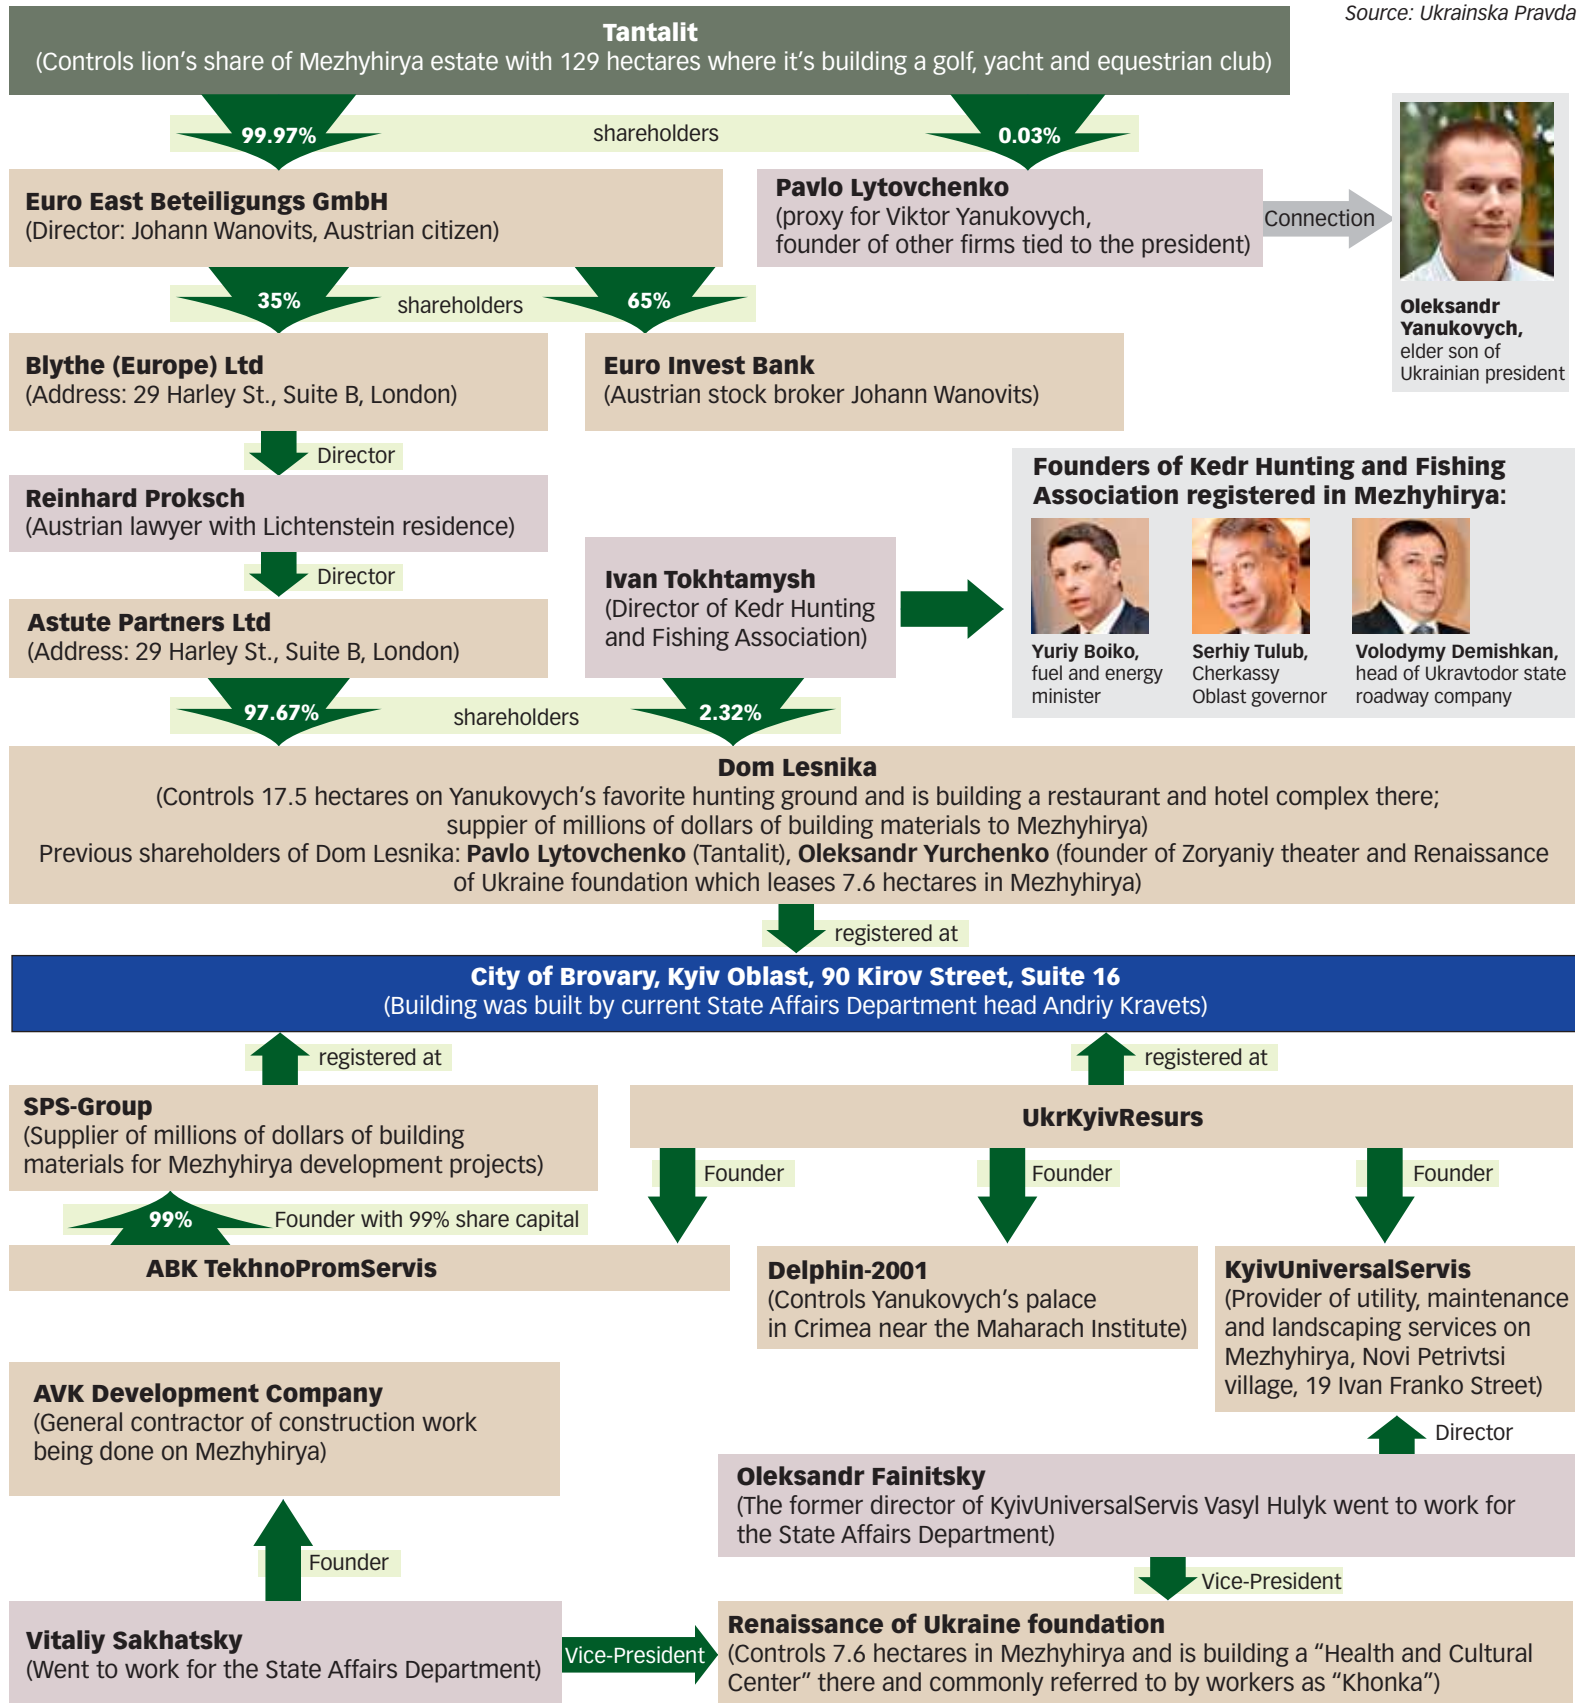 Source: Ukrainska Pravda
Tantalit
(Controls lion's share of Mezhyhirya estate with 129 hectares where it's building a golf, yacht and equestrian club)
99.97%
shareholders
0.03%
Euro East Beteiligungs GmbH
(Director: Johann Wanovits, Austrian citizen)
Pavlo Lytovchenko
(proxy for Viktor Yanukovych,
founder of other firms tied to the president)
Connection
Oleksandr
Yanukovych,
elder son of
Ukrainian president
35%
shareholders
65%
Blythe (Europe) Ltd
(Address: 29 Harley St., Suite B, London)
Euro Invest Bank
(Austrian stock broker Johann Wanovits)
Director
Reinhard Proksch
(Austrian lawyer with Lichtenstein residence)
Director
Astute Partners Ltd
(Address: 29 Harley St., Suite B, London)
Ivan Tokhtamysh
(Director of Kedr Hunting
and Fishing Association)
Founders of Kedr Hunting and Fishing
Association registered in Mezhyhirya:
Yuriy Boiko,
fuel and energy
minister
Serhiy Tulub,
Cherkassy
Oblast governor
Volodymy Demishkan,
head of Ukravtodor state
roadway company
97.67%
shareholders
2.32%
Dom Lesnika
(Controls 17.5 hectares on Yanukovych's favorite hunting ground and is building a restaurant and hotel complex there;
suppier of millions of dollars of building materials to Mezhyhirya)
Previous shareholders of Dom Lesnika: Pavlo Lytovchenko (Tantalit), Oleksandr Yurchenko (founder of Zoryaniy theater and Renaissance
of Ukraine foundation which leases 7.6 hectares in Mezhyhirya)
registered at
City of Brovary, Kyiv Oblast, 90 Kirov Street, Suite 16
(Building was built by current State Affairs Department head Andriy Kravets)
registered at
registered at
SPS-Group
(Supplier of millions of dollars of building
materials for Mezhyhirya development projects)
UkrKyivResurs
Founder
Founder
Founder
99%
Founder with 99% share capital
ABK TekhnoPromServis
Delphin-2001
(Controls Yanukovych's palace
in Crimea near the Maharach Institute)
KyivUniversalServis
(Provider of utility, maintenance
and landscaping services on
Mezhyhirya, Novi Petrivtsi
village, 19 Ivan Franko Street)
AVK Development Company
(General contractor of construction work
being done on Mezhyhirya)
Director
Oleksandr Fainitsky
(The former director of KyivUniversalServis Vasyl Hulyk went to work for
the State Affairs Department)
Founder
Vice-President
Vitaliy Sakhatsky
(Went to work for the State Affairs Department)
Vice-President
Renaissance of Ukraine foundation
(Controls 7.6 hectares in Mezhyhirya and is building a “Health and Cultural
Center” there and commonly referred to by workers as “Khonka”)